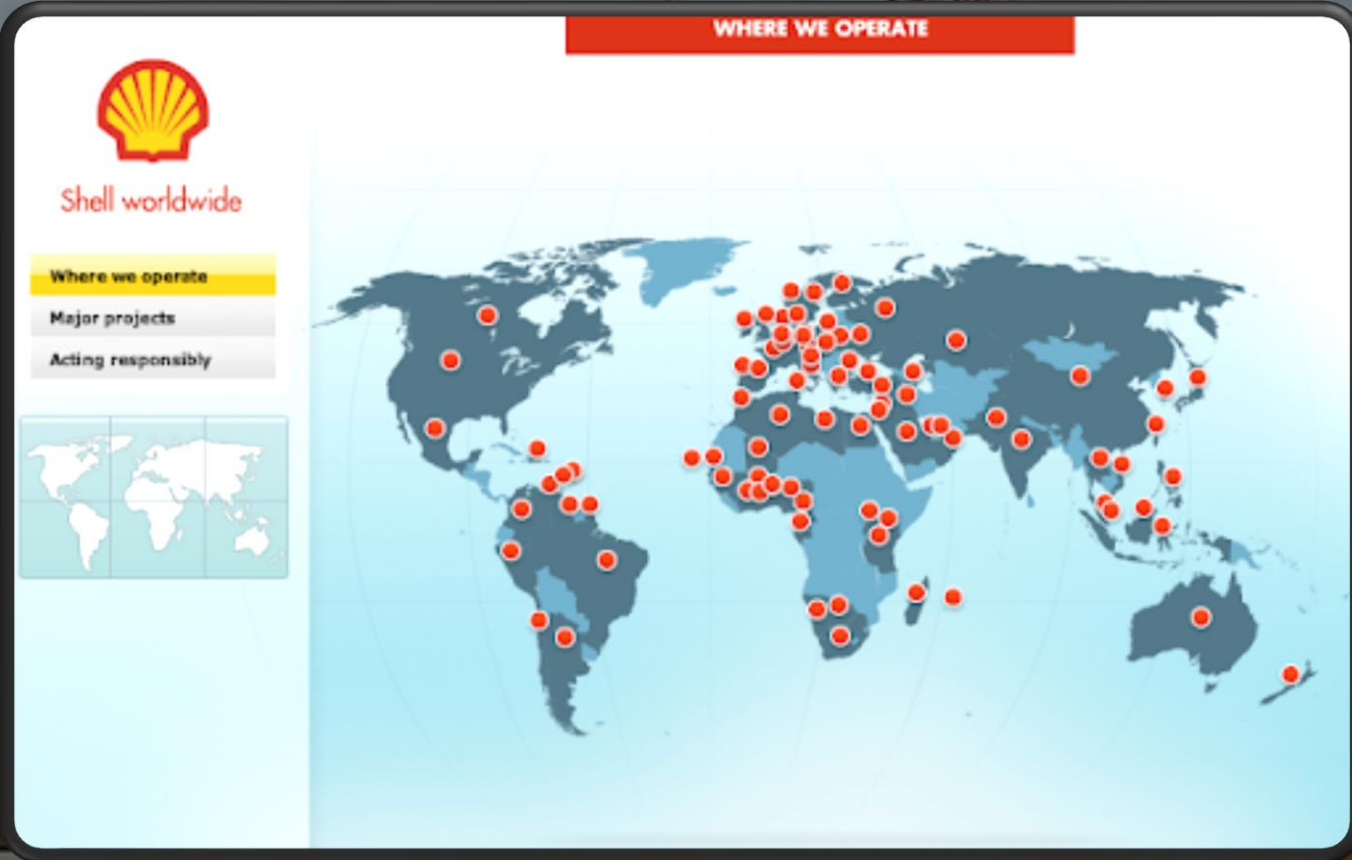 WHERE WE OPERATE
Shell worldwide
Where we operate
Major projects
Acting responsibly